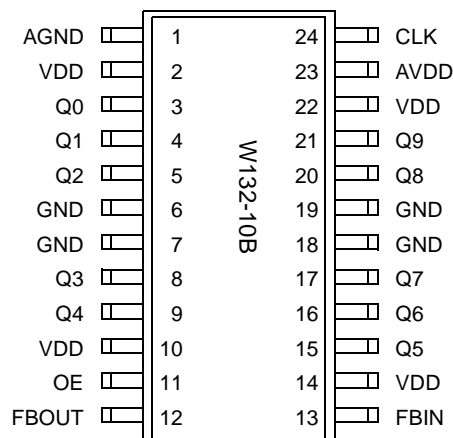 AGND 1 24 CLK
VDD 2 23 AVDD
Q0 3 22 VDD
Q1 4 21 Q9
Q2 5 20 Q8
GND 6 19 GND
GND 7 18 GND
Q3 8 17 Q7
Q4 9 16 Q6
VDD 10 15 Q5
OE 11 14 VDD
FBOUT 12 13 FBIN
W132-10B